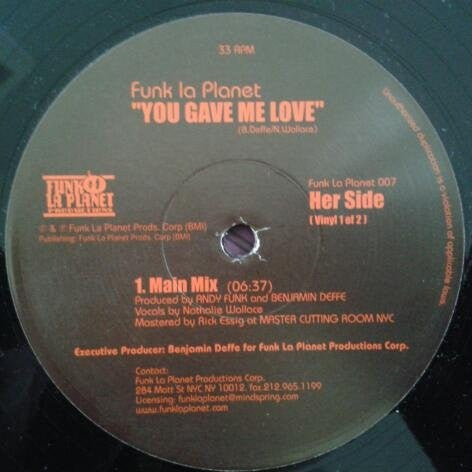 33 RPM
Funk la Planet
"YOU GAVE ME LOVE"
(B.Deffe/N.Wallace)
FUNK
LA PLANET
PRODUCTIONS
© & ℗ Funk La Planet Prods. Corp (BMI)
Publishing: Funk La Planet Prods. Corp (BMI)
Funk La Planet 007
Her Side
( Vinyl 1 of 2 )
Unauthorised duplication is a violation of applicable laws.
1. Main Mix (06:37)
Produced by ANDY FUNK and BENJAMIN DEFFE
Vocals by Nathalie Wallace
Mastered by Rick Essig at MASTER CUTTING ROOM NYC
Executive Producer: Benjamin Deffe for Funk La Planet Productions Corp.
Contact:
Funk La Planet Productions Corp.
284 Mott St NYC NY 10012, fax 212.965.1199
Licensing: funklaplanet@mindspring.com
www.funklaplanet.com